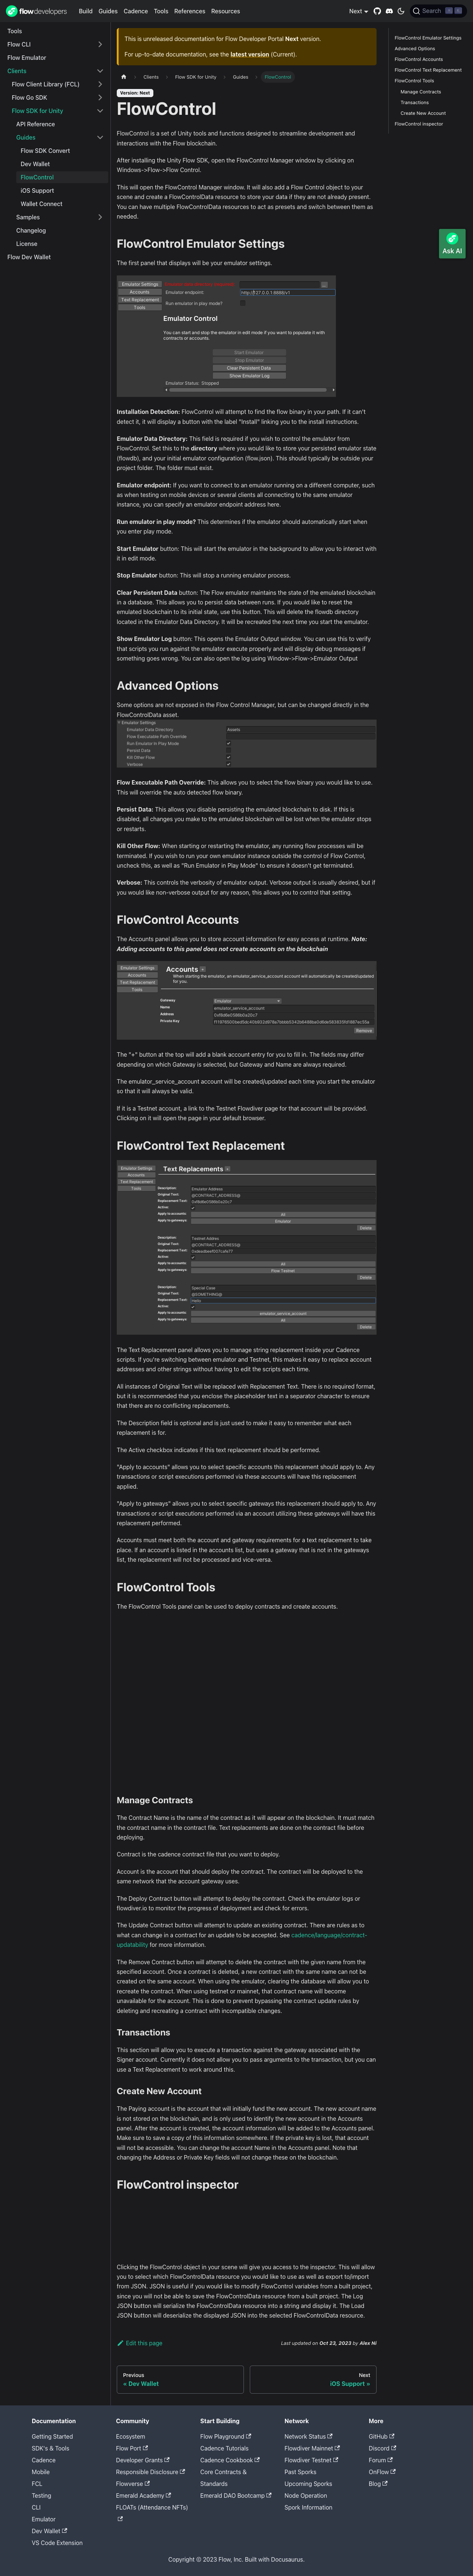 flowdevelopers
Build
Guides
Cadence
Tools
References
Resources
Next
Search
Tools
Flow CLI
Flow Emulator
Clients
Flow Client Library (FCL)
Flow Go SDK
Flow SDK for Unity
API Reference
Guides
Flow SDK Convert
Dev Wallet
FlowControl
iOS Support
Wallet Connect
Samples
Changelog
License
Flow Dev Wallet
This is unreleased documentation for Flow Developer Portal Next version.
For up-to-date documentation, see the latest version (Current).
Clients
Flow SDK for Unity
Guides
FlowControl
Version: Next
FlowControl
FlowControl is a set of Unity tools and functions designed to streamline development and
interactions with the Flow blockchain.
After installing the Unity Flow SDK, open the FlowControl Manager window by clicking on
Windows->Flow->Flow Control.
This will open the FlowControl Manager window. It will also add a Flow Control object to your
scene and create a FlowControlData resource to store your data if they do not already exist present.
You can have multiple FlowControlData resources to act as presets and switch between them as
needed.
FlowControl Emulator Settings
The first panel that displays will be your emulator settings.
Emulator Settings
Accounts
Text Replacement
Tools
Emulator endpoint:
http://127.0.0.1:8888/v1
Run emulator in play mode?
Emulator Control
You can start and stop the emulator in edit mode if you want to populate it with
contracts or accounts.
Start Emulator
Stop Emulator
Clear Persistent Data
Show Emulator Log
Emulator Status: Stopped
Installation Detection: FlowControl will attempt to find the flow binary in your path. If it can't
detect it, it will display a button with the label "Install" linking you to the install instructions.
Emulator Data Directory: This field is required if you wish to control the emulator from
FlowControl. Set this to the directory where you would like to store your persisted emulator state
(flowdb), and your initial emulator configuration (flow.json). This should typically be outside your
project folder. The folder must exist.
Emulator endpoint: If you want to connect to an emulator running on a different computer, such
as when testing on mobile devices or several clients all connecting to the same emulator
instance, you can specify an emulator endpoint address here.
Run emulator in play mode? This determines if the emulator should automatically start when
you enter play mode.
Start Emulator button: This will start the emulator in the background to allow you to interact with
it in edit mode.
Stop Emulator button: This will stop a running emulator process.
Clear Persistent Data button: The Flow emulator maintains the state of the emulated blockchain
in a database. This allows you to persist data between runs. If you would like to reset the
emulated blockchain to its initial state, use this button. This will delete the flowdb directory
located in the Emulator Data Directory. It will be recreated the next time you start the emulator.
Show Emulator Log button: This opens the Emulator Output window. You can use this to verify
that scripts you run against the emulator execute properly and will display debug messages if
something goes wrong. You can also open the log using Window->Flow->Emulator Output
Advanced Options
Some options are not exposed in the Flow Control Manager, but can be changed directly in the
FlowControlData asset.
Emulator Settings
Emulator Data Directory
Assets
Flow Executable Path Override
Run Emulator In Play Mode
Persist Data
Kill Other Flow
Verbose
Flow Executable Path Override: This allows you to select the flow binary you would like to use.
This will override the auto detected flow binary.
Persist Data: This allows you disable persisting the emulated blockchain to disk. If this is
disabled, all changes you make to the emulated blockchain will be lost when the emulator stops
or restarts.
Kill Other Flow: When starting or restarting the emulator, any running flow processes will be
terminated. If you wish to run your own emulator instance outside the control of Flow Control,
uncheck this, as well as "Run Emulator in Play Mode" to ensure it doesn't get terminated.
Verbose: This controls the verbosity of emulator output. Verbose output is usually desired, but if
you would like non-verbose output for any reason, this allows you to control that setting.
FlowControl Accounts
The Accounts panel allows you to store account information for easy access at runtime. Note:
Adding accounts to this panel does not create accounts on the blockchain
Emulator Settings
Accounts
Text Replacement
Tools
Accounts +
When starting the emulator, an emulator_service_account will automatically be created/updated
for you.
Gateway
Emulator
Name
emulator_service_account
Address
0xf8d6e0586b0a20c7
Private Key
Remove
The "+" button at the top will add a blank account entry for you to fill in. The fields may differ
depending on which Gateway is selected, but Gateway and Name are always required.
The emulator_service_account account will be created/updated each time you start the emulator
so that it will always be valid.
If it is a Testnet account, a link to the Testnet Flowdiver page for that account will be provided.
Clicking on it will open the page in your default browser.
FlowControl Text Replacement
Emulator Settings
Accounts
Text Replacement
Tools
Text Replacements +
Description:
Emulator Address
Original Text:
@CONTRACT_ADDRESS@
Replacement Text:
0xf8d6e0586b0a20c7
Active:
Apply to accounts:
All
Apply to gateways:
Emulator
Delete
Description:
Testnet Address
Original Text:
@CONTRACT_ADDRESS@
Replacement Text:
Active:
Apply to accounts:
All
Apply to gateways:
Flow Testnet
Delete
Description:
Special Case
Original Text:
@SOMETHING@
Replacement Text:
Hello
Active:
Apply to accounts:
emulator_service_account
Apply to gateways:
All
Delete
The Text Replacement panel allows you to manage string replacement inside your Cadence
scripts. If you're switching between emulator and Testnet, this makes it easy to replace account
addresses and other strings without having to edit the scripts each time.
All instances of Original Text will be replaced with Replacement Text. There is no required format,
but it is recommended that you enclose the placeholder text in a separator character to ensure
that there are no conflicting replacements.
The Description field is optional and is just used to make it easy to remember what each
replacement is for.
The Active checkbox indicates if this text replacement should be performed.
"Apply to accounts" allows you to select specific accounts this replacement should apply to. Any
transactions or script executions performed via these accounts will have this replacement
applied.
"Apply to gateways" allows you to select specify gateways this replacement should apply to. Any
transactions or script executions performed via an account utilizing these gateways will have this
replacement performed.
Accounts must meet both the account and gateway requirements for a text replacement to take
place. If an account is listed in the accounts list, but uses a Gateway that is not in the gateways
list, the replacement will not be processed and vice-versa.
FlowControl Tools
The FlowControl Tools panel can be used to deploy contracts and create accounts.
Manage Contracts
The Contract Name is the name of the contract as it will appear on the blockchain. It must match
the contract name in the contract file. Text replacements are done on the contract file before
deploying.
Contract is the cadence contract file that you want to deploy.
Account is the account that should deploy the contract. The contract will be deployed to the
same network that the account gateway uses.
The Deploy Contract button will attempt to deploy the contract. Check the emulator logs or
flowdiver.io to monitor the progress of deployment and check for errors.
The Update Contract button will attempt to update an existing contract. There are rules as to
what can change in a contract for an update to be accepted. See cadence/language/contract-
updatability for more information.
The Remove Contract button will attempt to delete the contract with the given name from the
specified account. Once a contract is deleted, a new contract with the same name can not be
created on the same account. When using the emulator, clearing the database will allow you to
recreate the contract. When using testnet or mainnet, that contract name will become
unavailable for the account. This is done to prevent bypassing the contract update rules by
deleting and recreating a contract with incompatible changes.
Transactions
This section will allow you to execute a transaction against the gateway associated with the
Signer account. Currently it does not allow you to pass arguments to the transaction, but you can
use a Text Replacement to work around this.
Create New Account
The Paying account is the account that will initially fund the new account. The new account name
is not stored on the blockchain, and is only used to identify the new account in the Accounts
panel. After the account is created, the account information will be added to the Accounts panel.
Make sure to save a copy of this information somewhere. If the private key is lost, that account
will not be accessible. You can change the account Name in the Accounts panel. Note that
changing the Address or Private Key fields will not change these on the blockchain.
FlowControl inspector
Clicking the FlowControl object in your scene will give you access to the inspector. This will allow
you to select which FlowControlData resource you would like to use as well as export to/import
from JSON. JSON is useful if you would like to modify FlowControl variables from a built project,
since you will not be able to save the FlowControlData resource from a built project. The Log
JSON button will serialize the FlowControlData resource into a string and display it. The Load
JSON button will deserialize the displayed JSON into the selected FlowControlData resource.
Edit this page
Last updated on Oct 23, 2023 by Alex Ni
Previous
« Dev Wallet
Next
iOS Support »
FlowControl Emulator Settings
Advanced Options
FlowControl Accounts
FlowControl Text Replacement
FlowControl Tools
Manage Contracts
Transactions
Create New Account
FlowControl inspector
Ask AI
Documentation
Getting Started
SDK's & Tools
Cadence
Mobile
FCL
Testing
CLI
Emulator
Dev Wallet
VS Code Extension
Community
Ecosystem
Flow Port
Developer Grants
Responsible Disclosure
Flowverse
Emerald Academy
FLOATs (Attendance NFTs)
Start Building
Flow Playground
Cadence Tutorials
Cadence Cookbook
Core Contracts &
Standards
Emerald DAO Bootcamp
Network
Network Status
Flowdiver Mainnet
Flowdiver Testnet
Past Sporks
Upcoming Sporks
Node Operation
Spork Information
More
GitHub
Discord
Forum
OnFlow
Blog
Copyright © 2023 Flow, Inc. Built with Docusaurus.